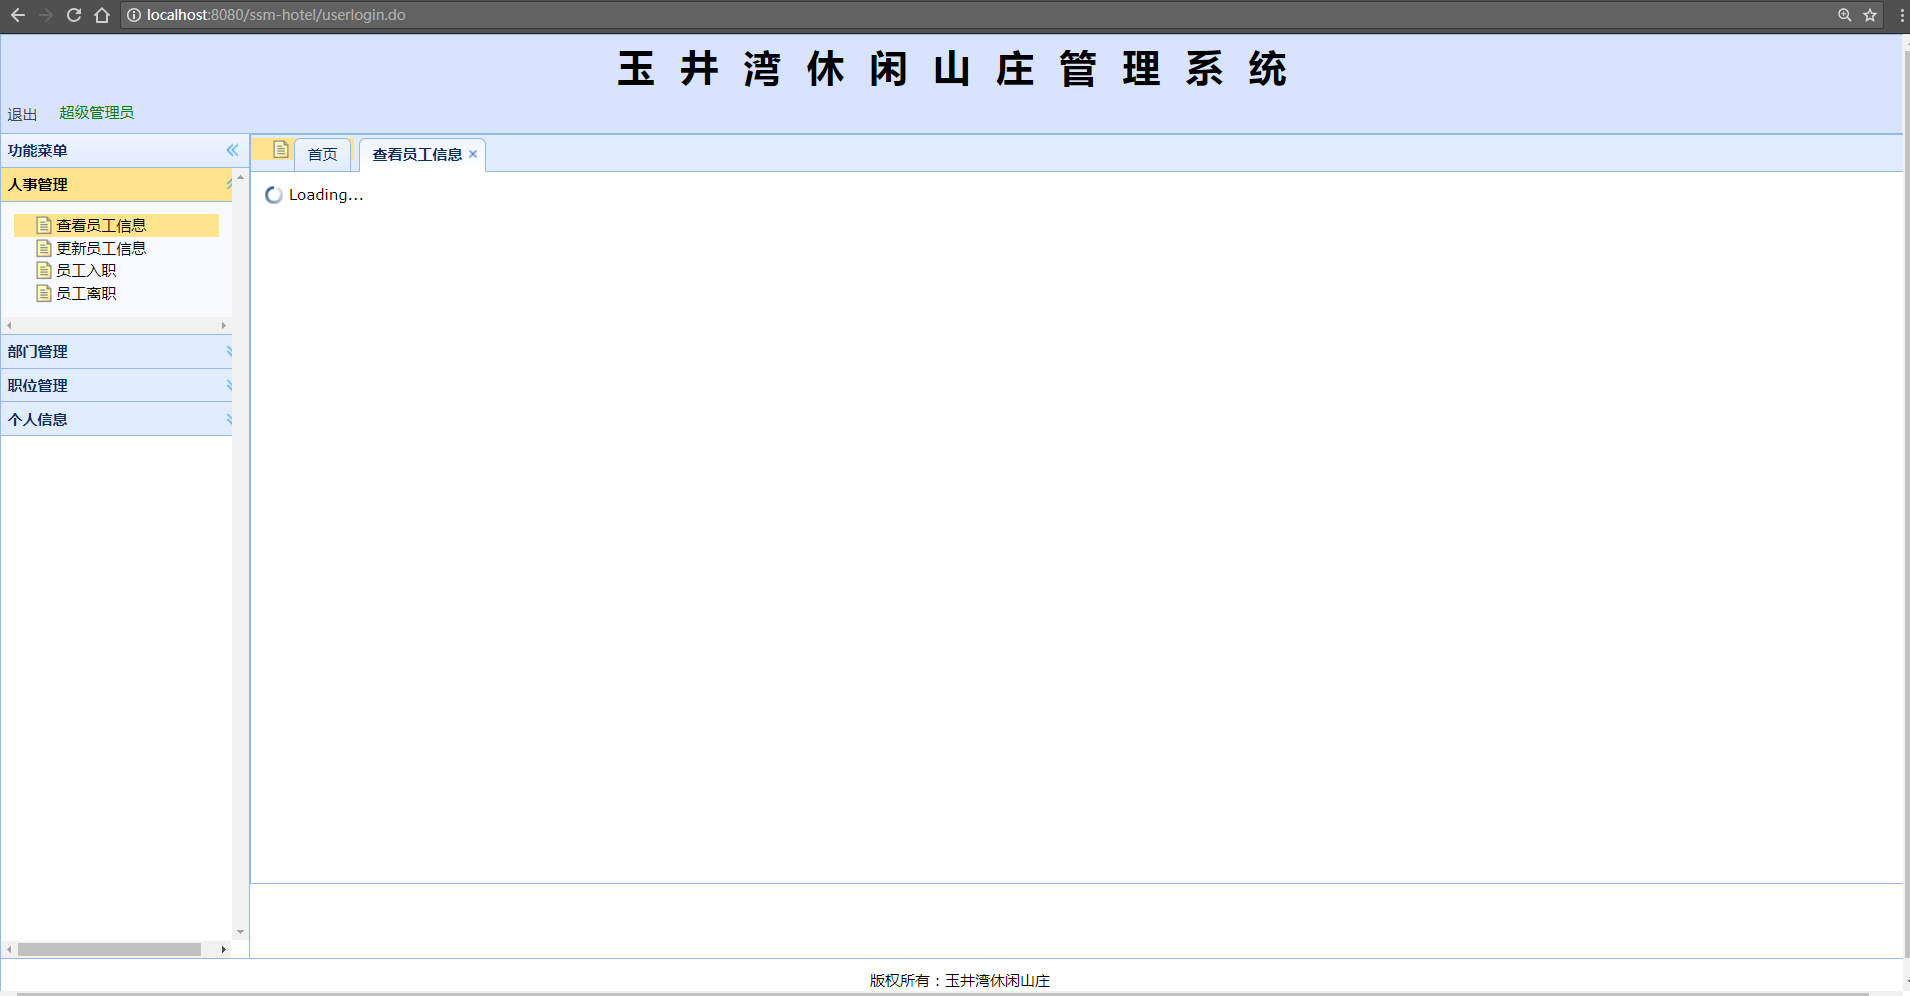 localhost:8080/ssm-hotel/userlogin.do
玉井湾休闲山庄管理系统
退出 超级管理员
功能菜单
首页 查看员工信息
人事管理
Loading...
查看员工信息
更新员工信息
员工入职
员工离职
部门管理
职位管理
个人信息
版权所有：玉井湾休闲山庄